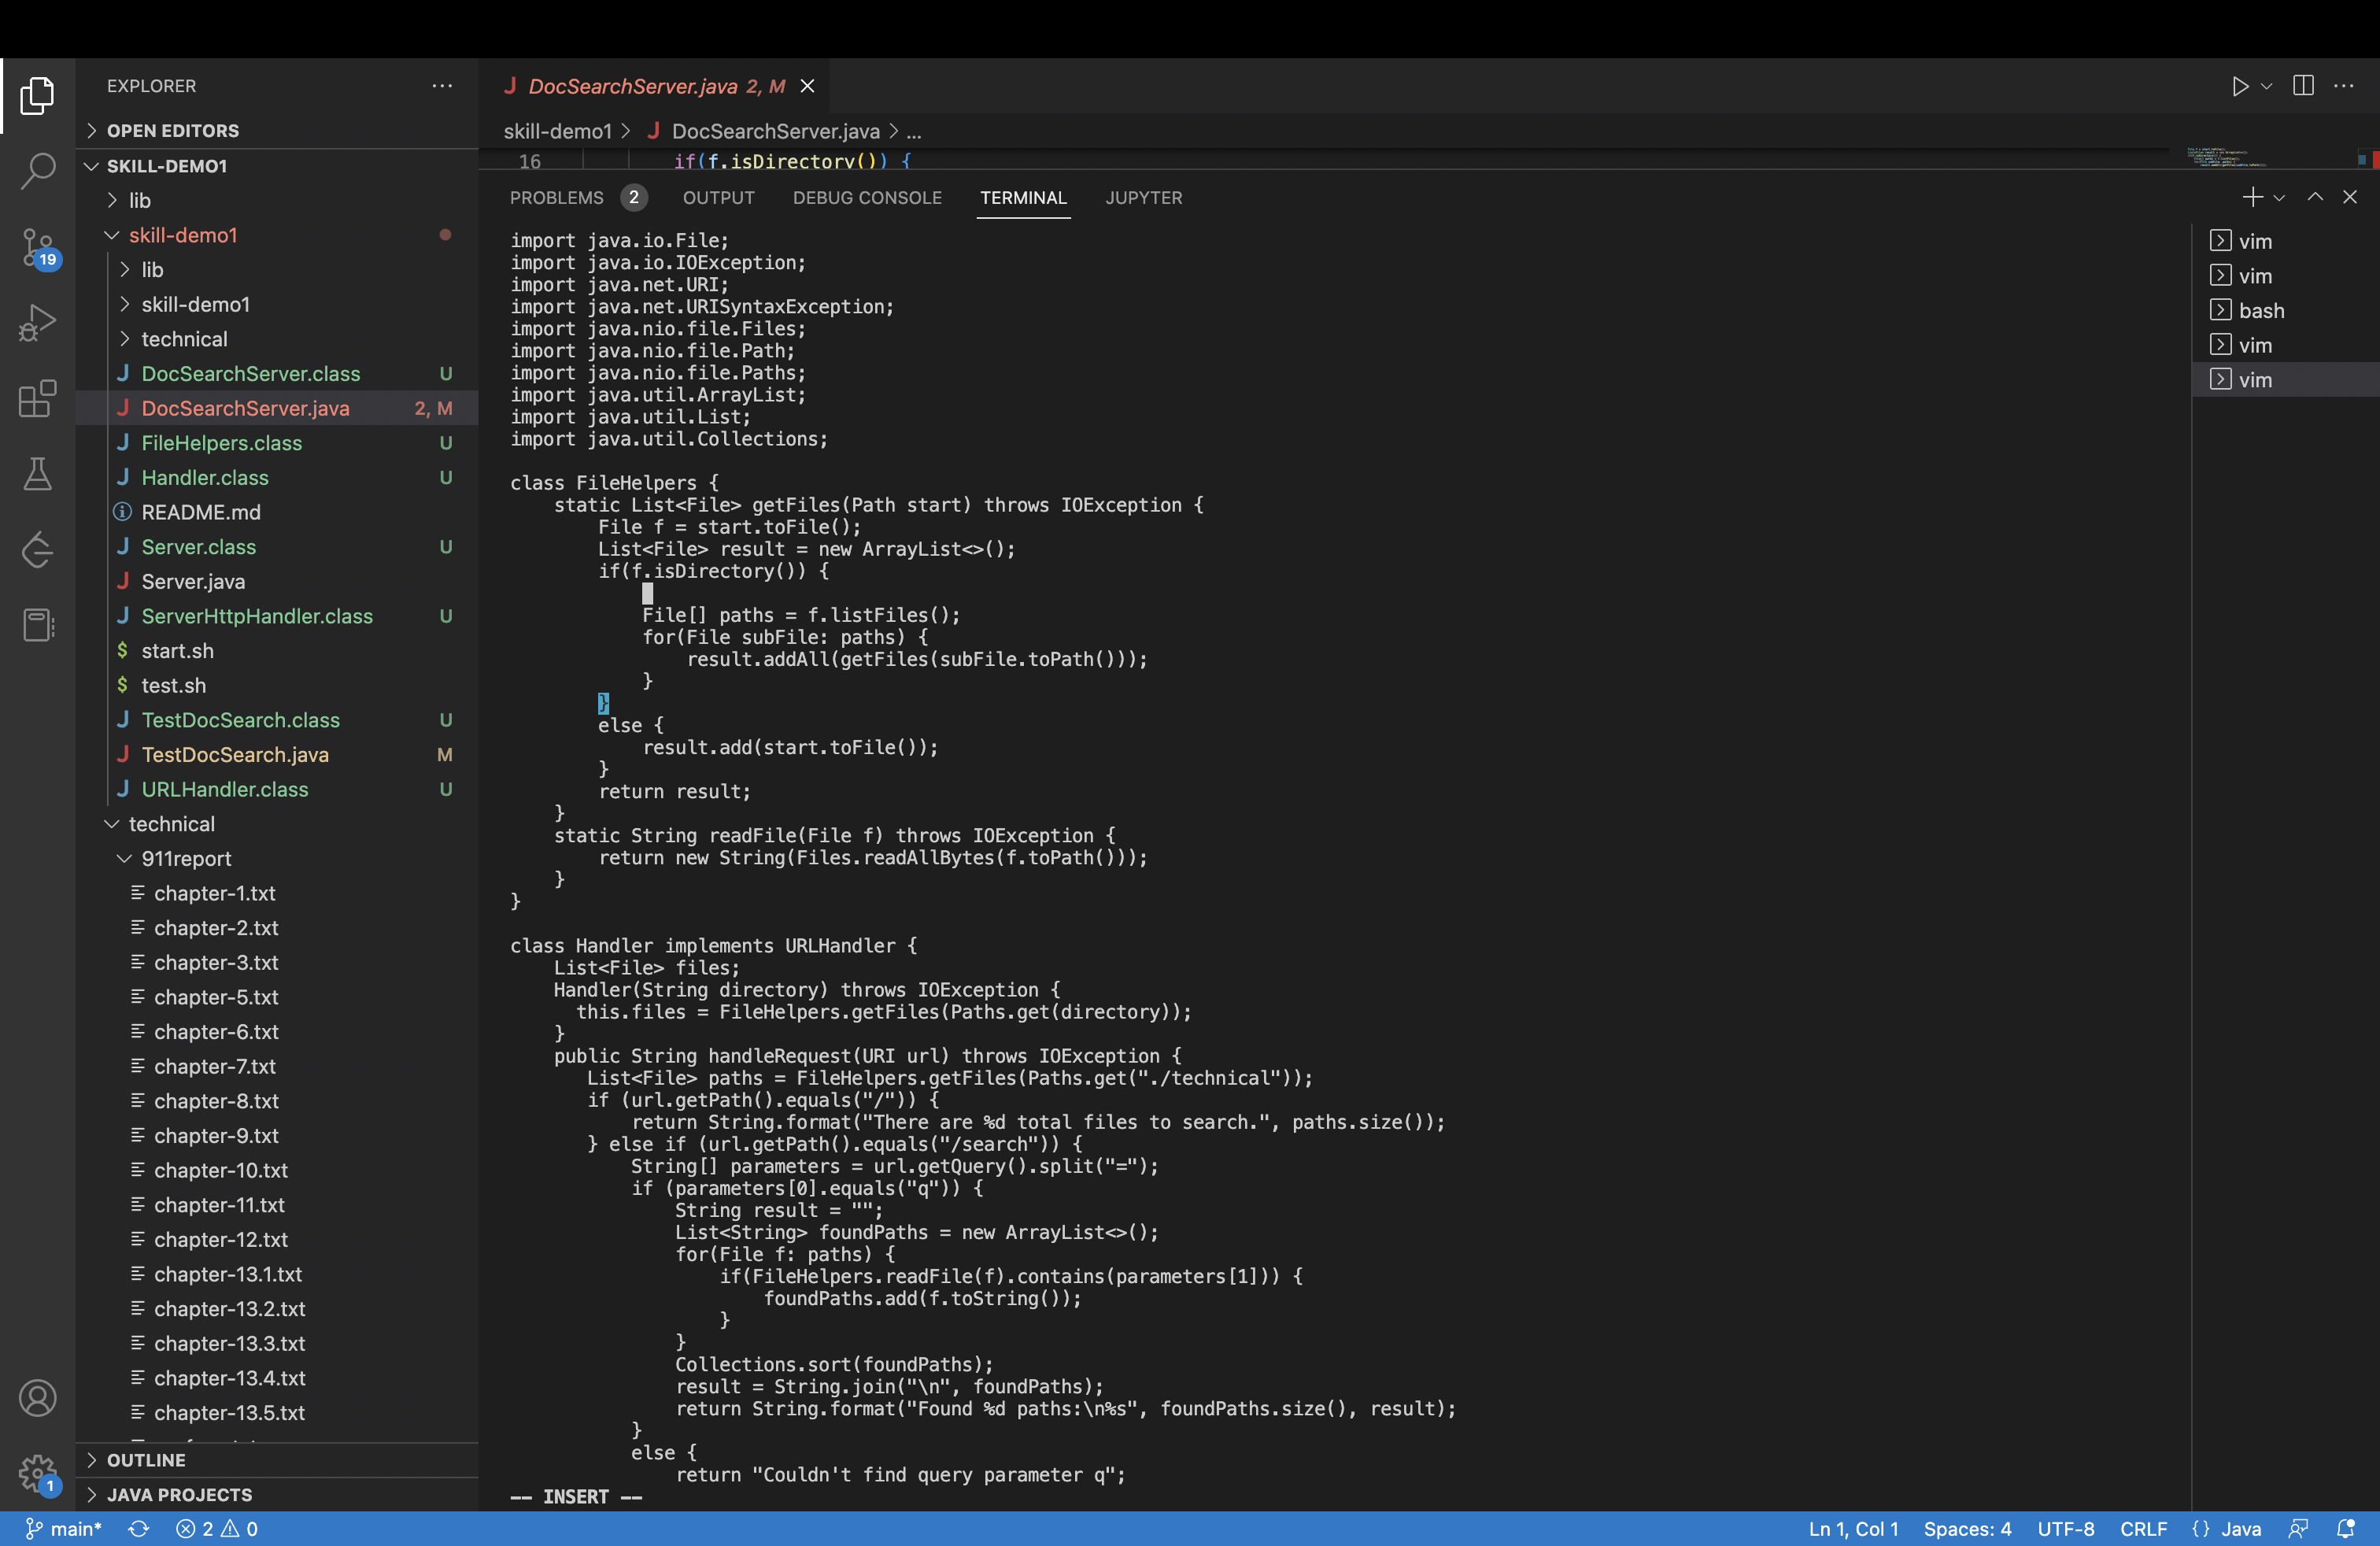 EXPLORER
OPEN EDITORS
SKILL-DEMO1
lib
skill-demo1
lib
skill-demo1
technical
DocSearchServer.class U
DocSearchServer.java 2, M
FileHelpers.class U
Handler.class U
README.md
Server.class U
Server.java
ServerHttpHandler.class U
start.sh
test.sh
TestDocSearch.class U
TestDocSearch.java M
URLHandler.class U
technical
911report
chapter-1.txt
chapter-2.txt
chapter-3.txt
chapter-5.txt
chapter-6.txt
chapter-7.txt
chapter-8.txt
chapter-9.txt
chapter-10.txt
chapter-11.txt
chapter-12.txt
chapter-13.1.txt
chapter-13.2.txt
chapter-13.3.txt
chapter-13.4.txt
chapter-13.5.txt
OUTLINE
JAVA PROJECTS
19
1
DocSearchServer.java 2, M
skill-demo1 > DocSearchServer.java > ...
16 if(f.isDirectory()) {
PROBLEMS 2 OUTPUT DEBUG CONSOLE TERMINAL JUPYTER
import java.io.File;
import java.io.IOException;
import java.net.URI;
import java.net.URISyntaxException;
import java.nio.file.Files;
import java.nio.file.Path;
import java.nio.file.Paths;
import java.util.ArrayList;
import java.util.List;
import java.util.Collections;
class FileHelpers {
static List<File> getFiles(Path start) throws IOException {
File f = start.toFile();
List<File> result = new ArrayList<>();
if(f.isDirectory()) {
File[] paths = f.listFiles();
for(File subFile: paths) {
result.addAll(getFiles(subFile.toPath()));
}
}
else {
result.add(start.toFile());
}
return result;
}
static String readFile(File f) throws IOException {
return new String(Files.readAllBytes(f.toPath()));
}
}
class Handler implements URLHandler {
List<File> files;
Handler(String directory) throws IOException {
this.files = FileHelpers.getFiles(Paths.get(directory));
}
public String handleRequest(URI url) throws IOException {
List<File> paths = FileHelpers.getFiles(Paths.get("./technical"));
if (url.getPath().equals("/")) {
return String.format("There are %d total files to search.", paths.size());
} else if (url.getPath().equals("/search")) {
String[] parameters = url.getQuery().split("=");
if (parameters[0].equals("q")) {
String result = "";
List<String> foundPaths = new ArrayList<>();
for(File f: paths) {
if(FileHelpers.readFile(f).contains(parameters[1])) {
foundPaths.add(f.toString());
}
}
Collections.sort(foundPaths);
result = String.join("\n", foundPaths);
return String.format("Found %d paths:\n%s", foundPaths.size(), result);
}
else {
return "Couldn't find query parameter q";
-- INSERT --
vim
vim
bash
vim
vim
main* 2 0 Ln 1, Col 1 Spaces: 4 UTF-8 CRLF {} Java